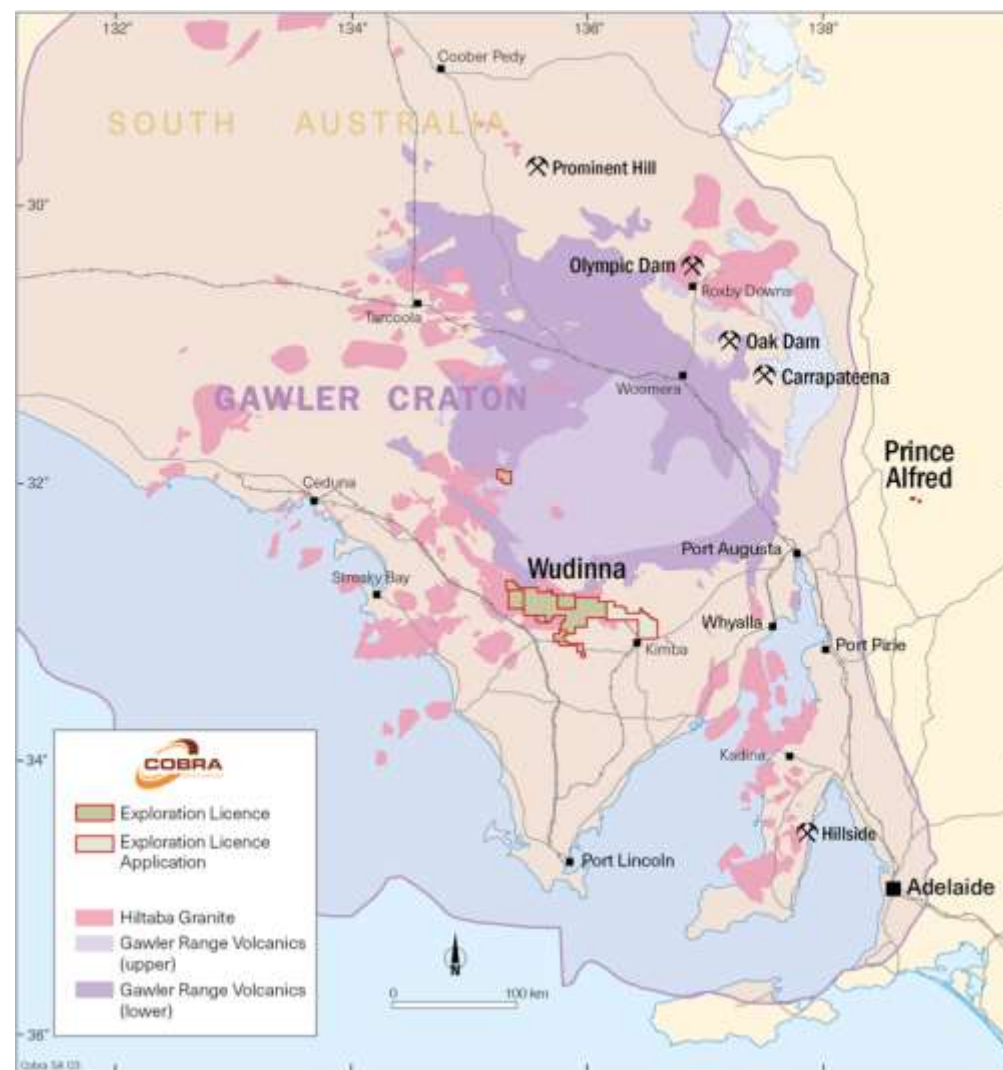 132°
134°
136°
138°
Coober Pedy
SOUTH AUSTRALIA
Prominent Hill
30°
Olympic Dam
Roxby Downs
Tarcoola
Oak Dam
Carrapateena
Woomera
GAWLER CRATON
Prince
Alfred
32°
Ceduna
Port Augusta
Wudinna
Streaky Bay
Whyalla
Kimba
Port Pirie
34°
Kadina
COBRA
Exploration Licence
Exploration Licence
Application
Hillside
Port Lincoln
Adelaide
Hiltaba Granite
Gawler Range Volcanics
(upper)
Gawler Range Volcanics
(lower)
N
0 100 km
36°